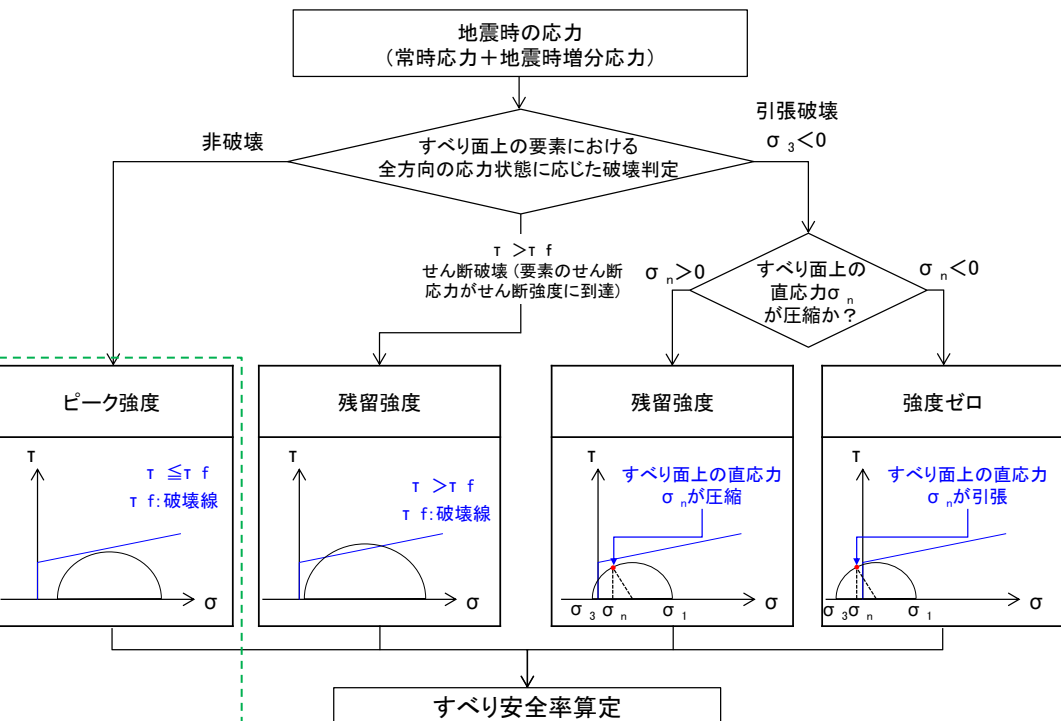 地震時の応力
（常時応力＋地震時増分応力）
非破壊
すべり面上の要素における
全方向の応力状態に応じた破壊判定
引張破壊
σ3＜0
τ＞τf
せん断破壊（要素のせん断
応力がせん断強度に到達）
σn＞0
すべり面上の
直応力σn
が圧縮か？
σn＜0
ピーク強度
残留強度
残留強度
強度ゼロ
τ
τ≦τf
τf:破壊線
σ
τ
τ＞τf
τf:破壊線
σ
τ
すべり面上の直応力
σnが圧縮
σ3
σn
σ1
σ
τ
すべり面上の直応力
σnが引張
σ3
σn
σ1
σ
すべり安全率算定